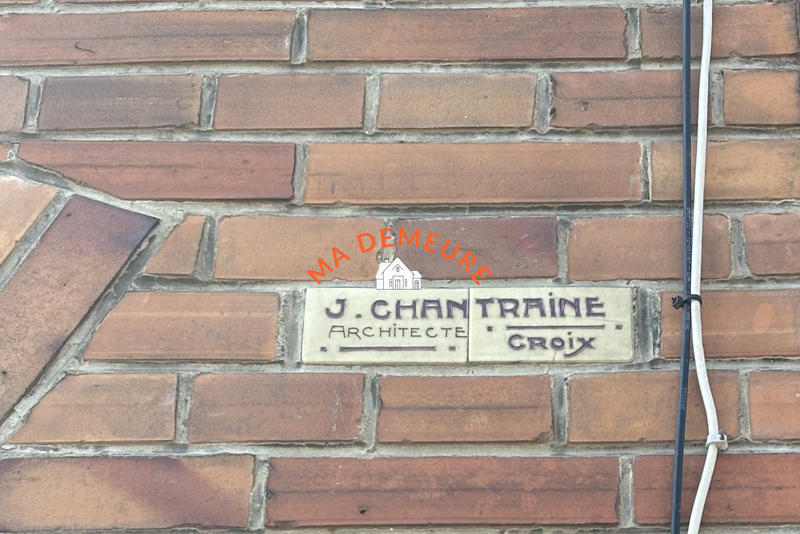 MA DEMEURE
J. CHANTRAINE
ARCHITECTE
CROIX